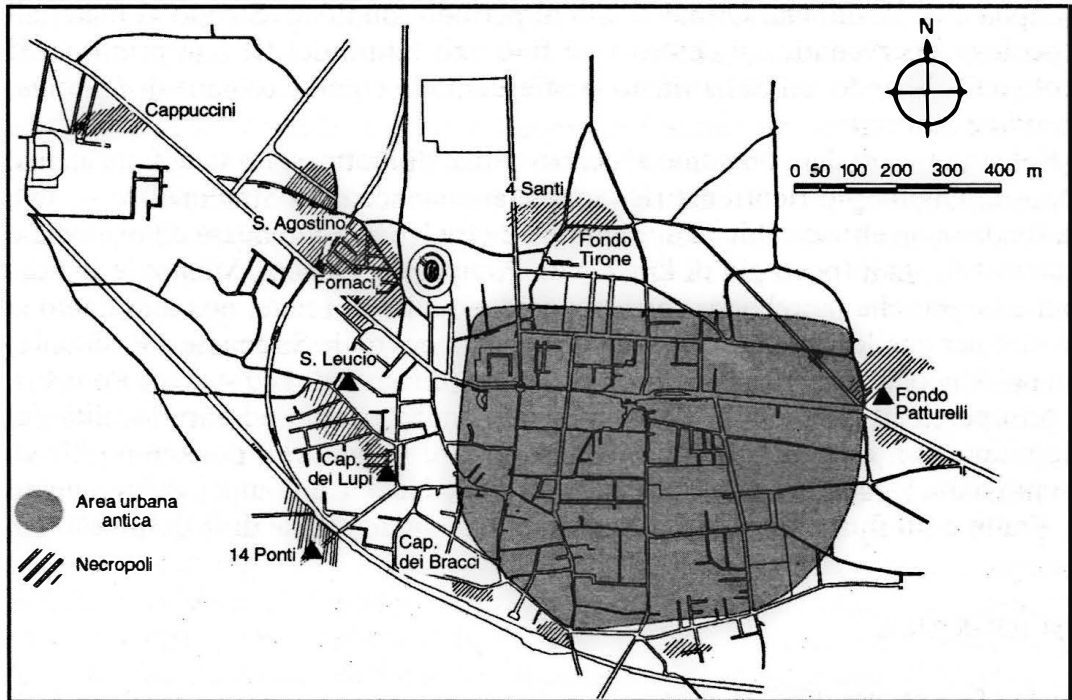 N
0 50 100 200 300 400 m
Cappuccini
4 Santi
S. Agostino
Fondo
Tirone
Fornaci
S. Leucio
Fondo
Patturelli
Cap.
dei Lupi
Area urbana
antica
14 Ponti
Cap.
dei Bracci
Necropoli